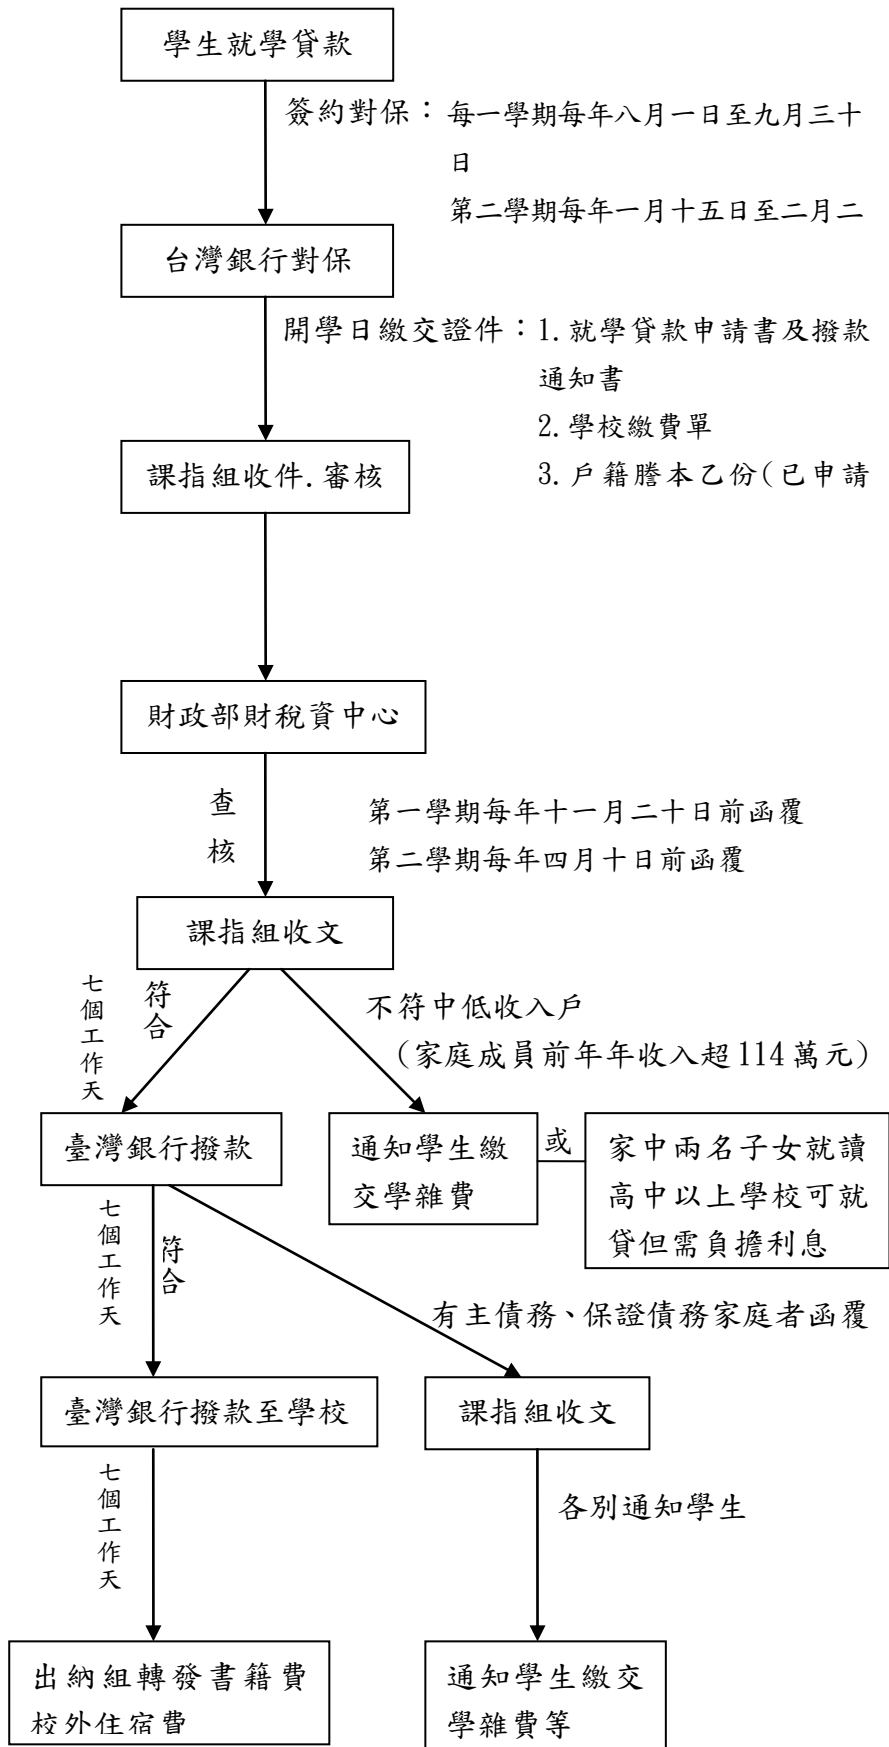 學生就學貸款
簽約對保：每一學期每年八月一日至九月三十
日
第二學期每年一月十五日至二月二
台灣銀行對保
開學日繳交證件：1.就學貸款申請書及撥款
通知書
2.學校繳費單
3.戶籍謄本乙份(已申請
課指組收件.審核
財政部財稅資中心
查核
第一學期每年十一月二十日前函覆
第二學期每年四月十日前函覆
課指組收文
七個工作天
符合
不符中低收入戶
（家庭成員前年年收入超114萬元）
臺灣銀行撥款
通知學生繳
交學雜費
或
家中兩名子女就讀
高中以上學校可就
貸但需負擔利息
七個工作天
符合
有主債務、保證債務家庭者函覆
臺灣銀行撥款至學校
課指組收文
七個工作天
各別通知學生
出納組轉發書籍費
校外住宿費
通知學生繳交
學雜費等